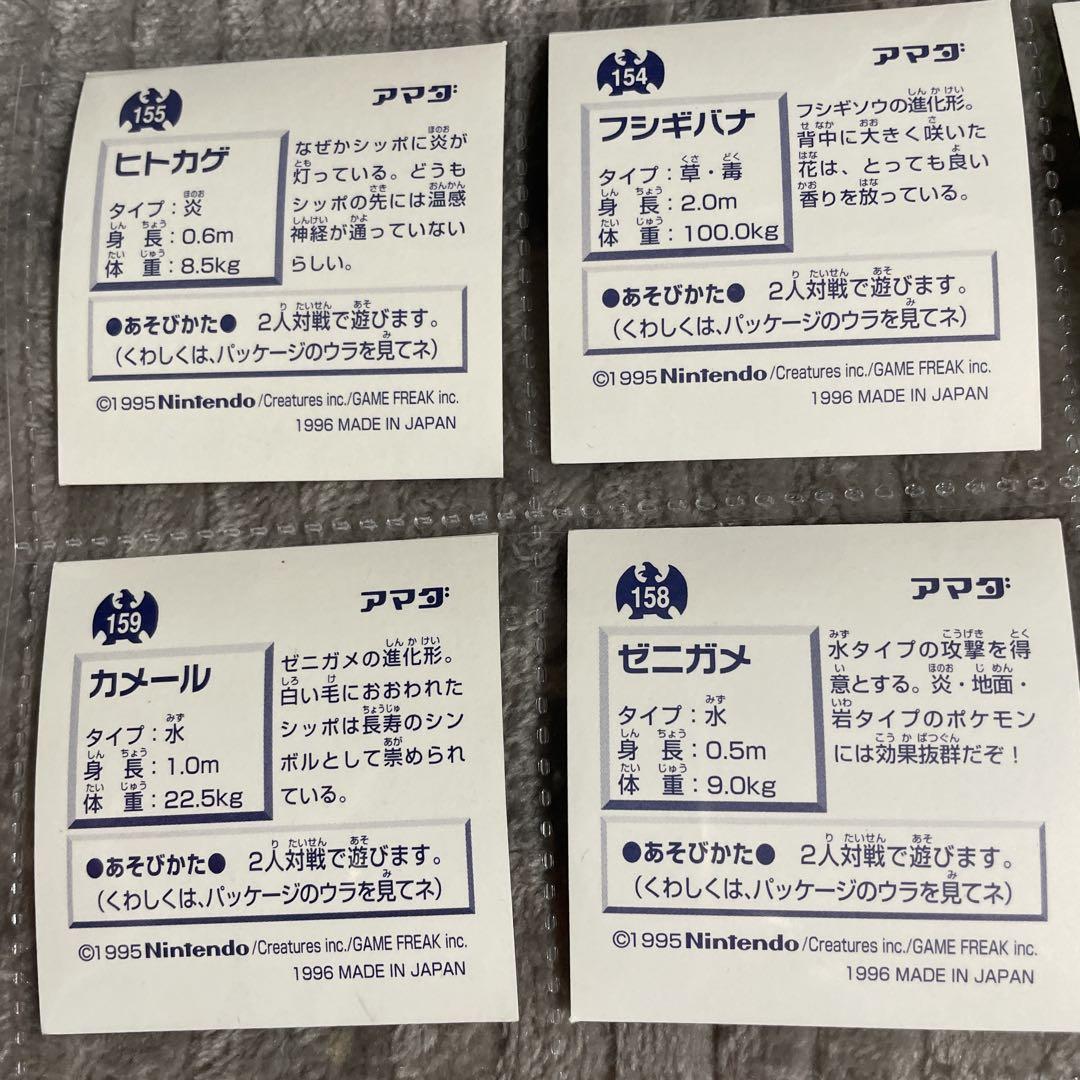 155
アマダ
ヒトカゲ
タイプ：炎
身長：0.6m
体重：8.5kg
なぜかシッポに炎が
灯っている。どうも
シッポの先には温感
神経が通っていない
らしい。
●あそびかた● 2人対戦で遊びます。
(くわしくは、パッケージのウラを見てネ)
©1995 Nintendo/Creatures inc./GAME FREAK inc.
1996 MADE IN JAPAN
154
アマダ
フシギバナ
タイプ：草・毒
身長：2.0m
体重：100.0kg
フシギソウの進化形。
背中に大きく咲いた
花は、とっても良い
香りを放っている。
●あそびかた● 2人対戦で遊びます。
(くわしくは、パッケージのウラを見てネ)
©1995 Nintendo/Creatures inc./GAME FREAK inc.
1996 MADE IN JAPAN
159
アマダ
カメール
タイプ：水
身長：1.0m
体重：22.5kg
ゼニガメの進化形。
白い毛におおわれた
シッポは長寿のシン
ボルとして崇められ
ている。
●あそびかた● 2人対戦で遊びます。
(くわしくは、パッケージのウラを見てネ)
©1995 Nintendo/Creatures inc./GAME FREAK inc.
1996 MADE IN JAPAN
158
アマダ
ゼニガメ
タイプ：水
身長：0.5m
体重：9.0kg
水タイプの攻撃を得
意とする。炎・地面・
岩タイプのポケモン
には効果抜群だぞ！
●あそびかた● 2人対戦で遊びます。
(くわしくは、パッケージのウラを見てネ)
©1995 Nintendo/Creatures inc./GAME FREAK inc.
1996 MADE IN JAPAN